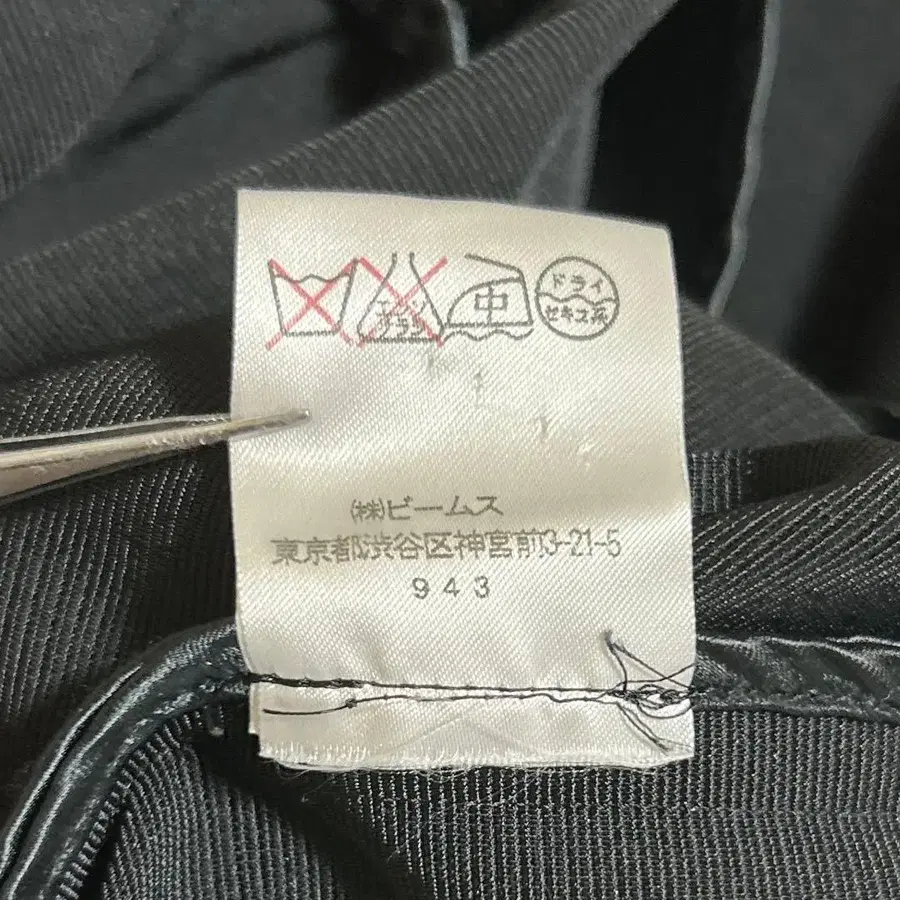 エンソ
サラシ
中
ドライ
セキユ系
(株)ビームス
東京都渋谷区神宮前3-21-5
943